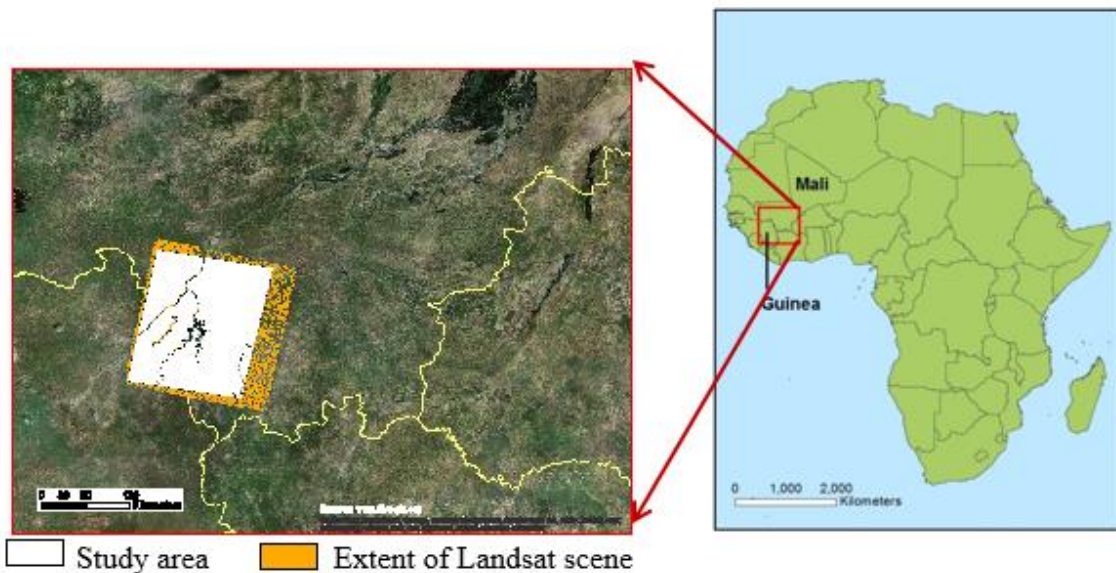 Mali
Guinea
0 1,000 2,000
Kilometers
Study area
Extent of Landsat scene